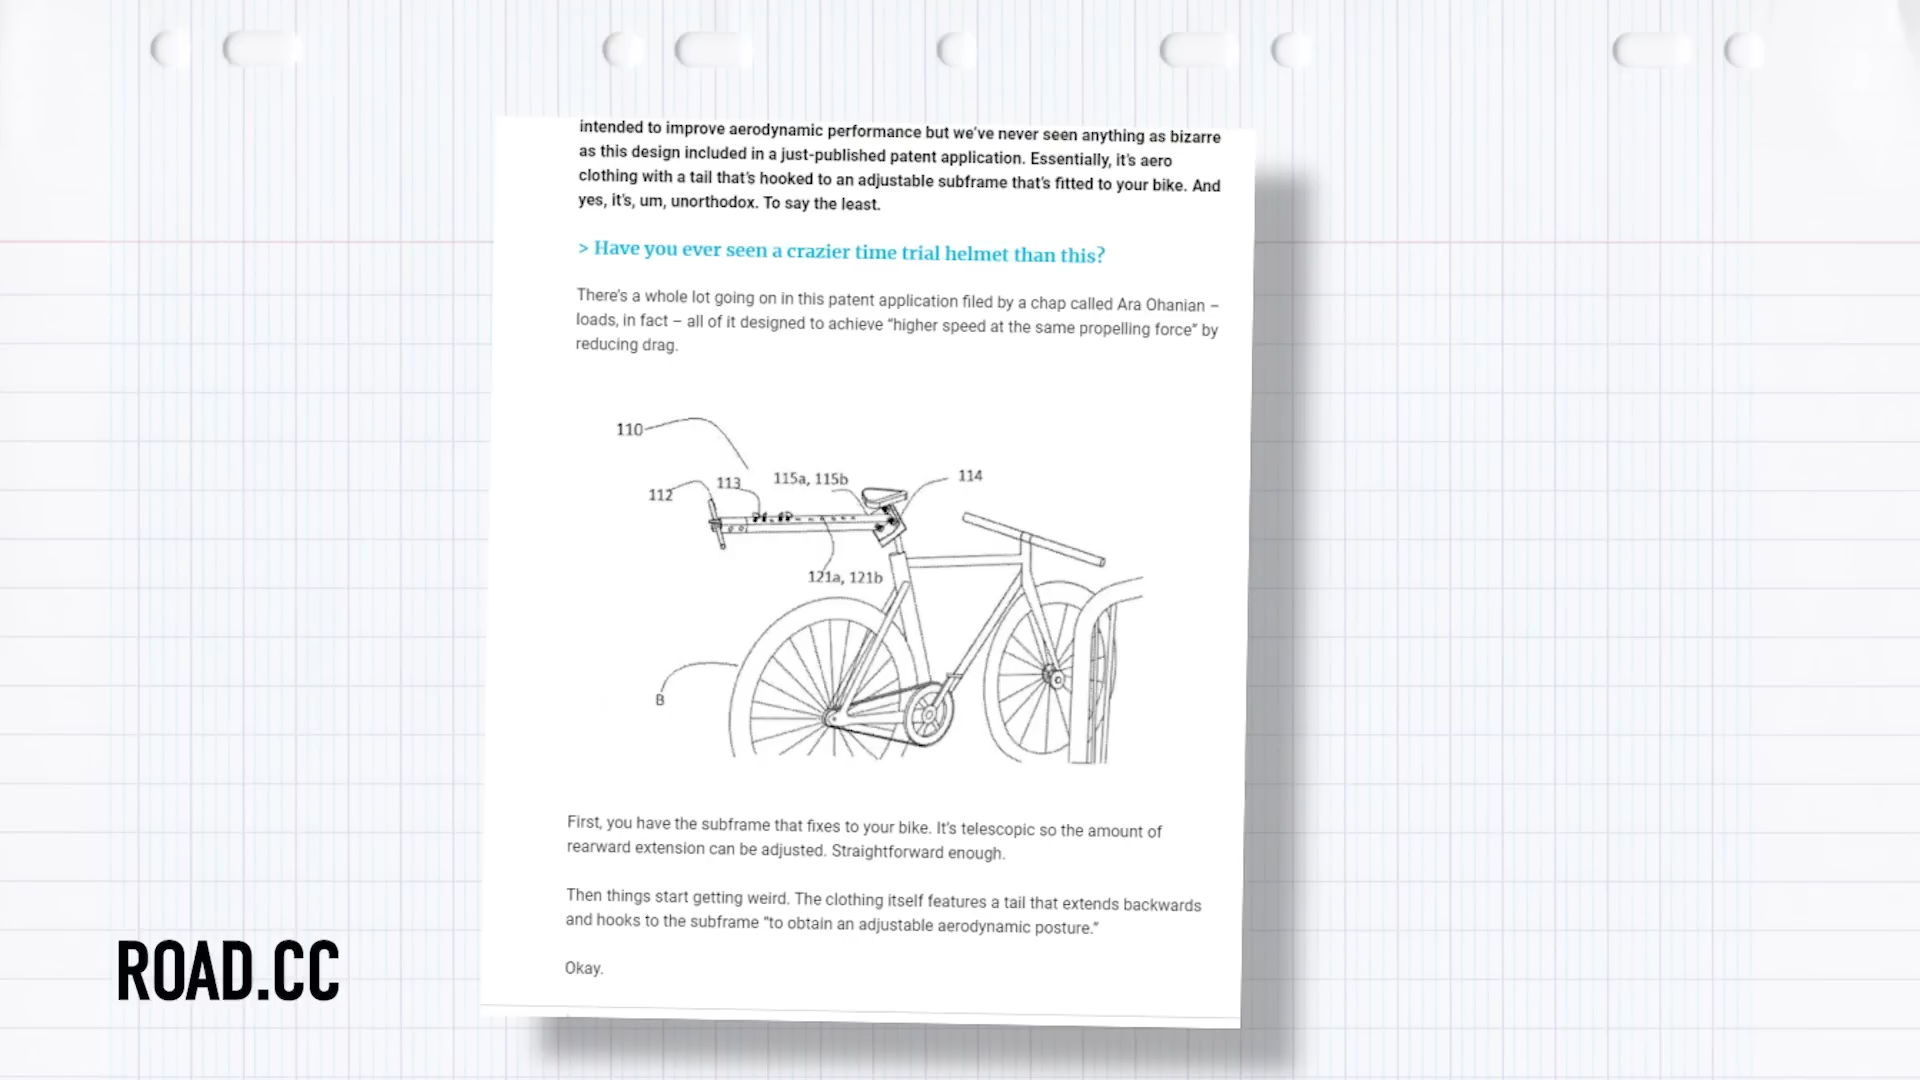 intended to improve aerodynamic performance but we've never seen anything as bizarre
as this design included in a just-published patent application. Essentially, it's aero
clothing with a tail that's hooked to an adjustable subframe that's fitted to your bike. And
yes, it's, um, unorthodox. To say the least.
> Have you ever seen a crazier time trial helmet than this?
There's a whole lot going on in this patent application filed by a chap called Ara Ohanian –
loads, in fact – all of it designed to achieve "higher speed at the same propelling force" by
reducing drag.
110
112
113
115a, 115b
114
121a, 121b
B
First, you have the subframe that fixes to your bike. It's telescopic so the amount of
rearward extension can be adjusted. Straightforward enough.
Then things start getting weird. The clothing itself features a tail that extends backwards
and hooks to the subframe "to obtain an adjustable aerodynamic posture."
Okay.
ROAD.CC